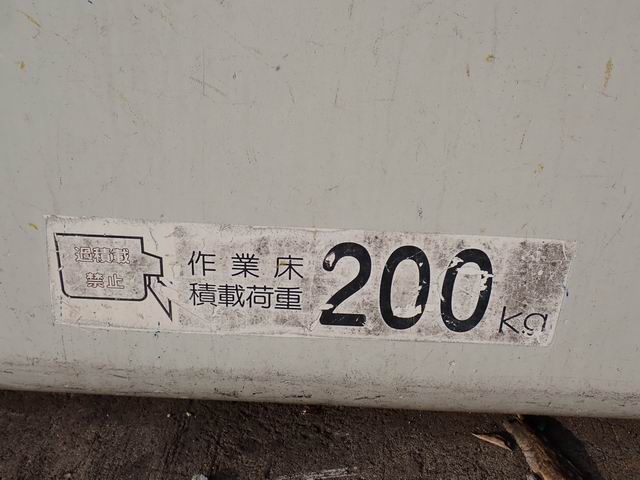 過積載
禁止
作業床
積載荷重
200kg